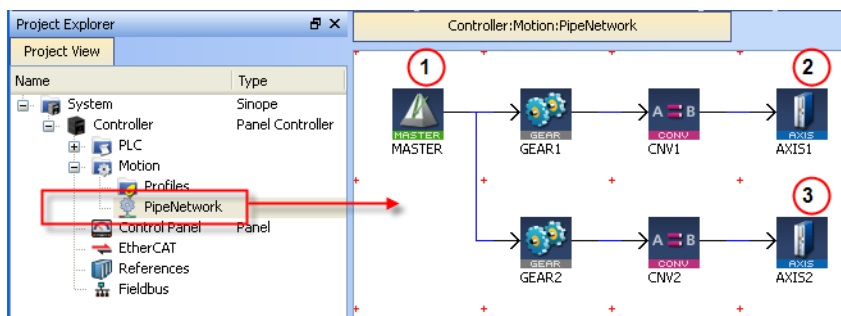 Project Explorer
Project View
Name Type
System Sinope
Controller Panel Controller
PLC
Motion
Profiles
PipeNetwork
Control Panel Panel
EtherCAT
References
Fieldbus
Controller:Motion:PipeNetwork
1
2
MASTER GEAR A B CONV AXIS
MASTER GEAR1 CNV1 AXIS1
3
GEAR A B CONV AXIS
GEAR2 CNV2 AXIS2